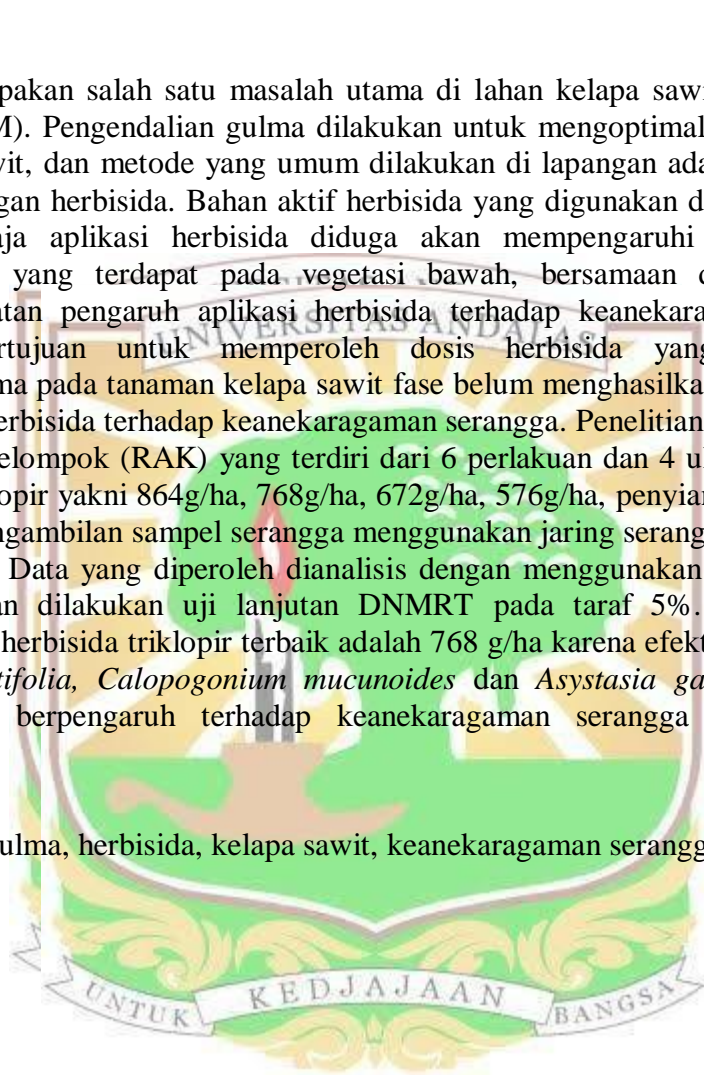 pakan salah satu masalah utama di lahan kelapa saw
M). Pengendalian gulma dilakukan untuk mengoptimal
vit, dan metode yang umum dilakukan di lapangan ada
gan herbisida. Bahan aktif herbisida yang digunakan d
aja aplikasi herbisida diduga akan mempengaruhi
yang terdapat pada vegetasi bawah, bersamaan d
atan pengaruh aplikasi herbisida terhadap keanekara
UNIVERSITAS ANDALAS
rtujuan untuk memperoleh dosis herbisida yang
ma pada tanaman kelapa sawit fase belum menghasilka
erbisida terhadap keanekaragaman serangga. Penelitian
elompok (RAK) yang terdiri dari 6 perlakuan dan 4 ul
opir yakni 864g/ha, 768g/ha, 672g/ha, 576g/ha, penyian
ngambilan sampel serangga menggunakan jaring serang
Data yang diperoleh dianalisis dengan menggunakan
an dilakukan uji lanjutan DNMRT pada taraf 5%.
herbisida triklopir terbaik adalah 768 g/ha karena efekt
tifolia, Calopogonium mucunoides dan Asystasia ga
berpengaruh terhadap keanekaragaman serangga
ulma, herbisida, kelapa sawit, keanekaragaman serangg
UNTUK KEDJAJAAN BANGSA